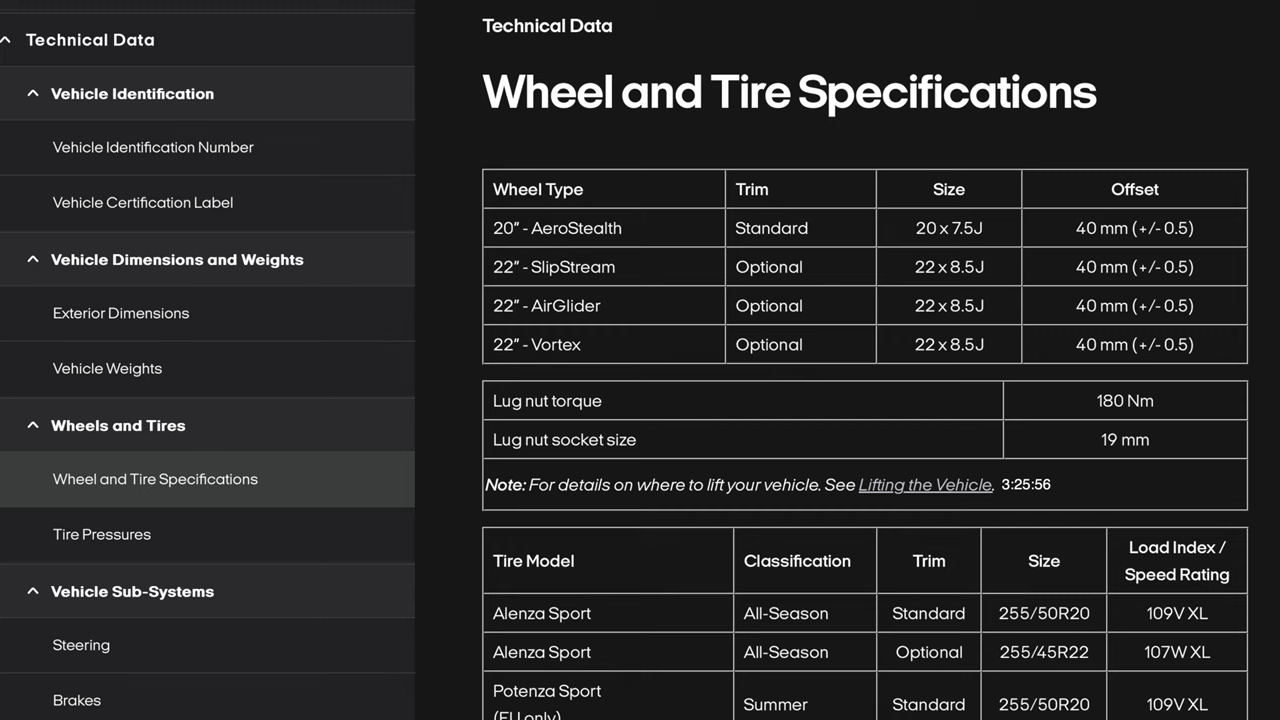 Technical Data
Vehicle Identification
Vehicle Identification Number
Vehicle Certification Label
Vehicle Dimensions and Weights
Exterior Dimensions
Vehicle Weights
Wheels and Tires
Wheel and Tire Specifications
Tire Pressures
Vehicle Sub-Systems
Steering
Brakes
Technical Data
Wheel and Tire Specifications
Wheel Type Trim Size Offset
20″ - AeroStealth Standard 20 x 7.5J 40 mm (+/- 0.5)
22″ - SlipStream Optional 22 x 8.5J 40 mm (+/- 0.5)
22″ - AirGlider Optional 22 x 8.5J 40 mm (+/- 0.5)
22″ - Vortex Optional 22 x 8.5J 40 mm (+/- 0.5)
Lug nut torque 180 Nm
Lug nut socket size 19 mm
Note: For details on where to lift your vehicle. See Lifting the Vehicle. 3:25:56
Tire Model Classification Trim Size Load Index /
Speed Rating
Alenza Sport All-Season Standard 255/50R20 109V XL
Alenza Sport All-Season Optional 255/45R22 107W XL
Potenza Sport
(EU only) Summer Standard 255/50R20 109V XL